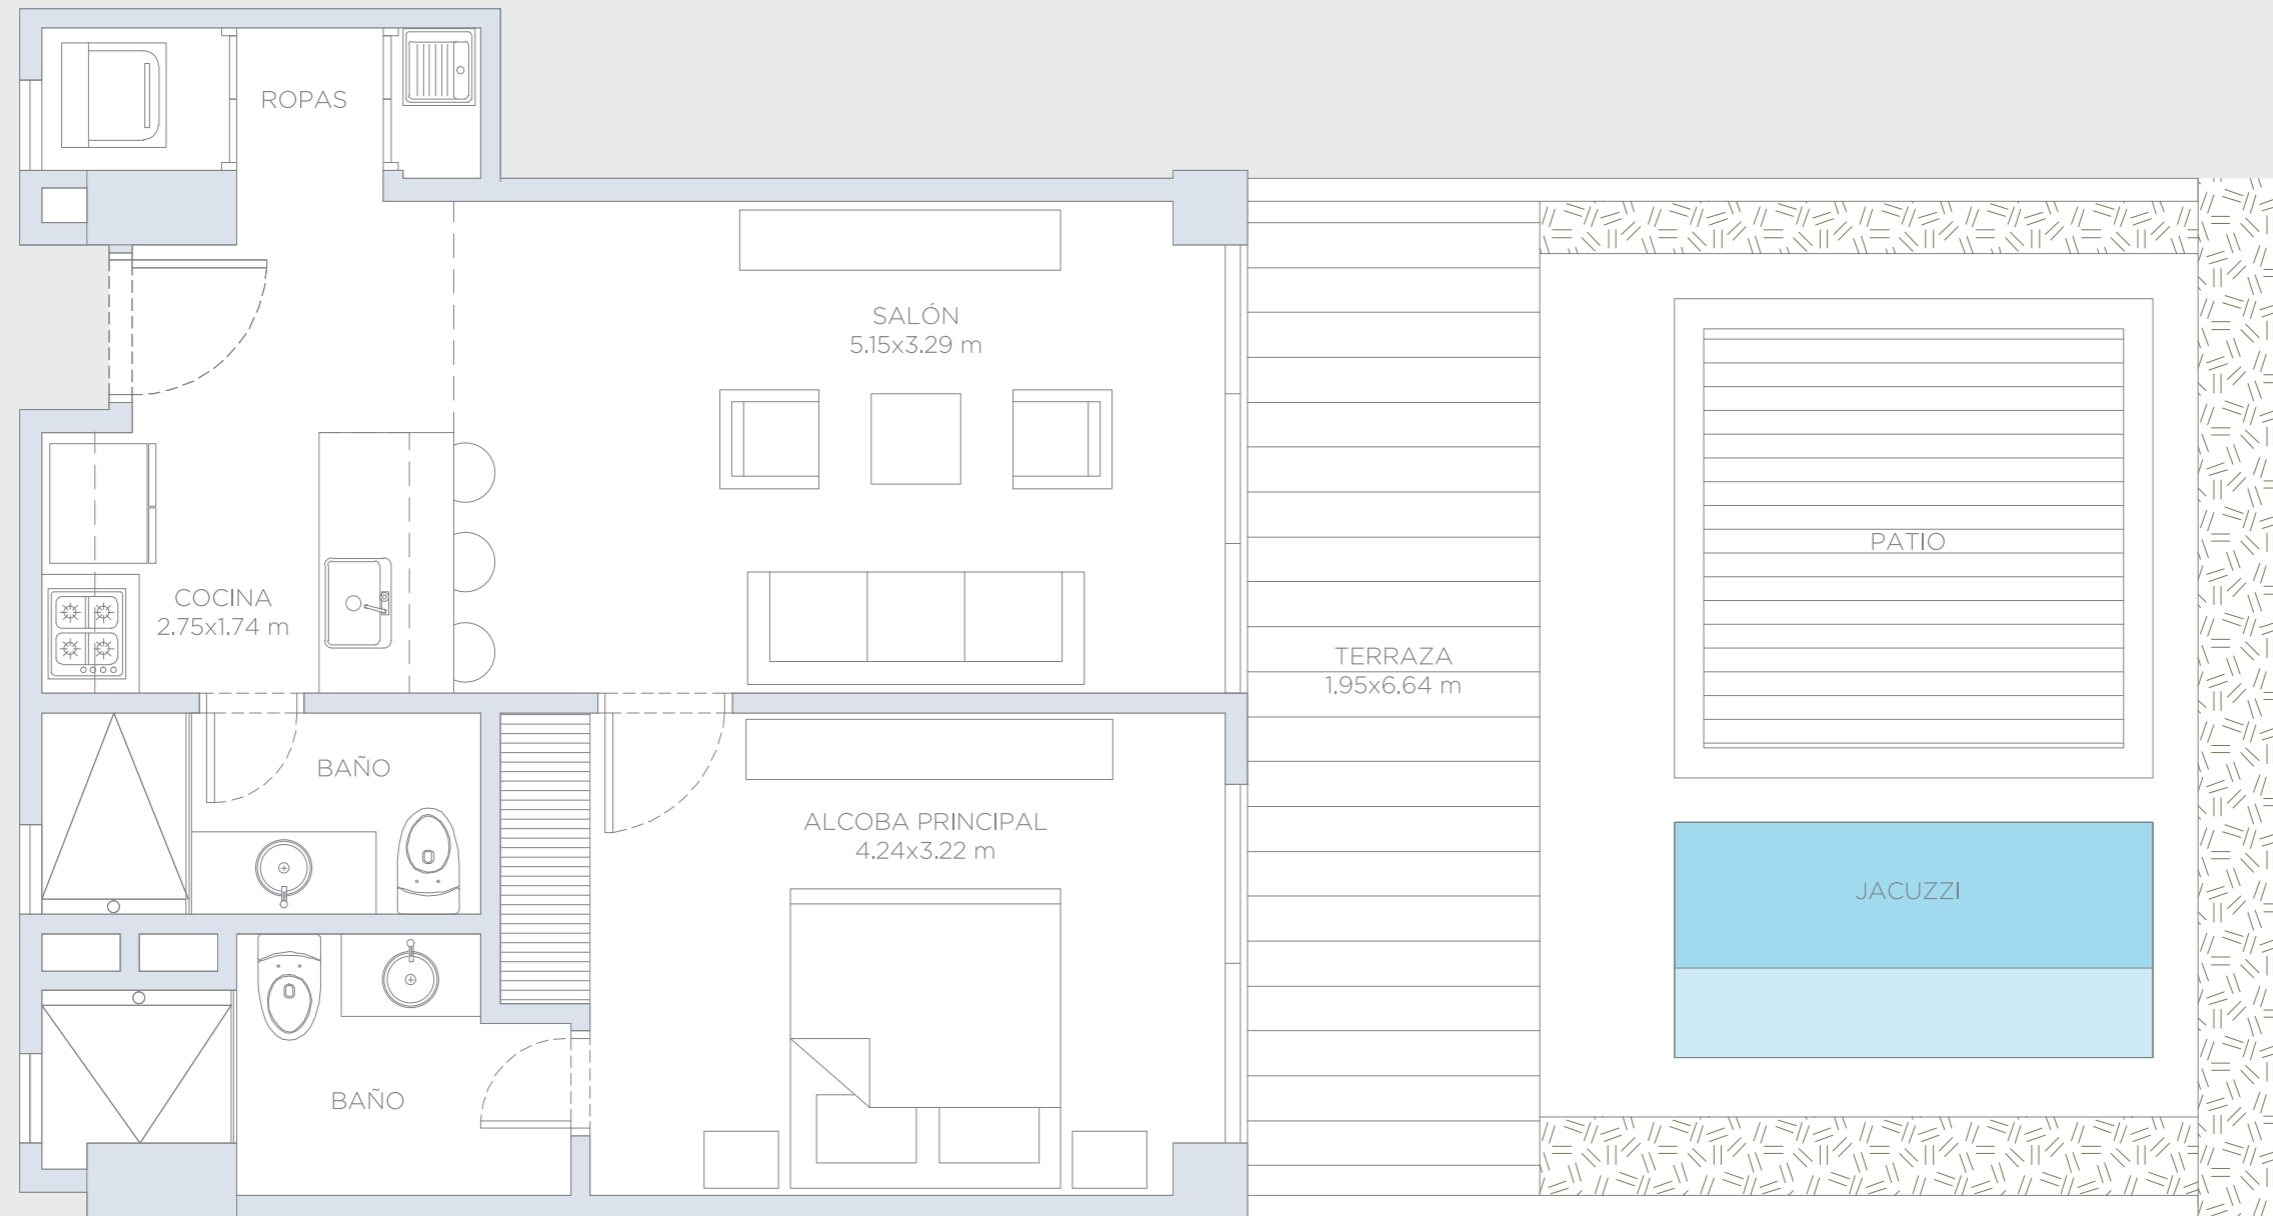 ROPAS
SALÓN
5.15x3.29 m
PATIO
COCINA
2.75x1.74 m
TERRAZA
1.95x6.64 m
BAÑO
ALCOBA PRINCIPAL
4.24x3.22 m
JACUZZI
BAÑO